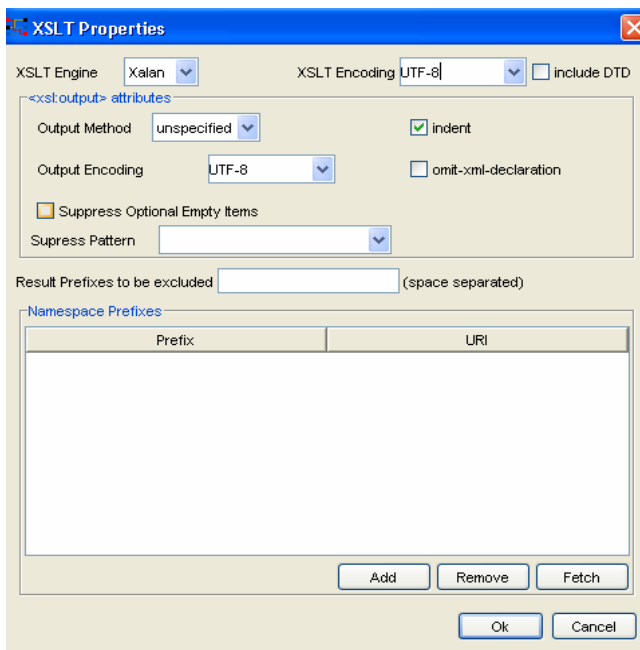 XSLT Properties
XSLT Engine Xalan XSLT Encoding UTF-8 include DTD
<xsl:output> attributes
Output Method unspecified indent
Output Encoding UTF-8 omit-xml-declaration
Suppress Optional Empty Items
Supress Pattern
Result Prefixes to be excluded (space separated)
Namespace Prefixes
Prefix URI
Add Remove Fetch
Ok Cancel